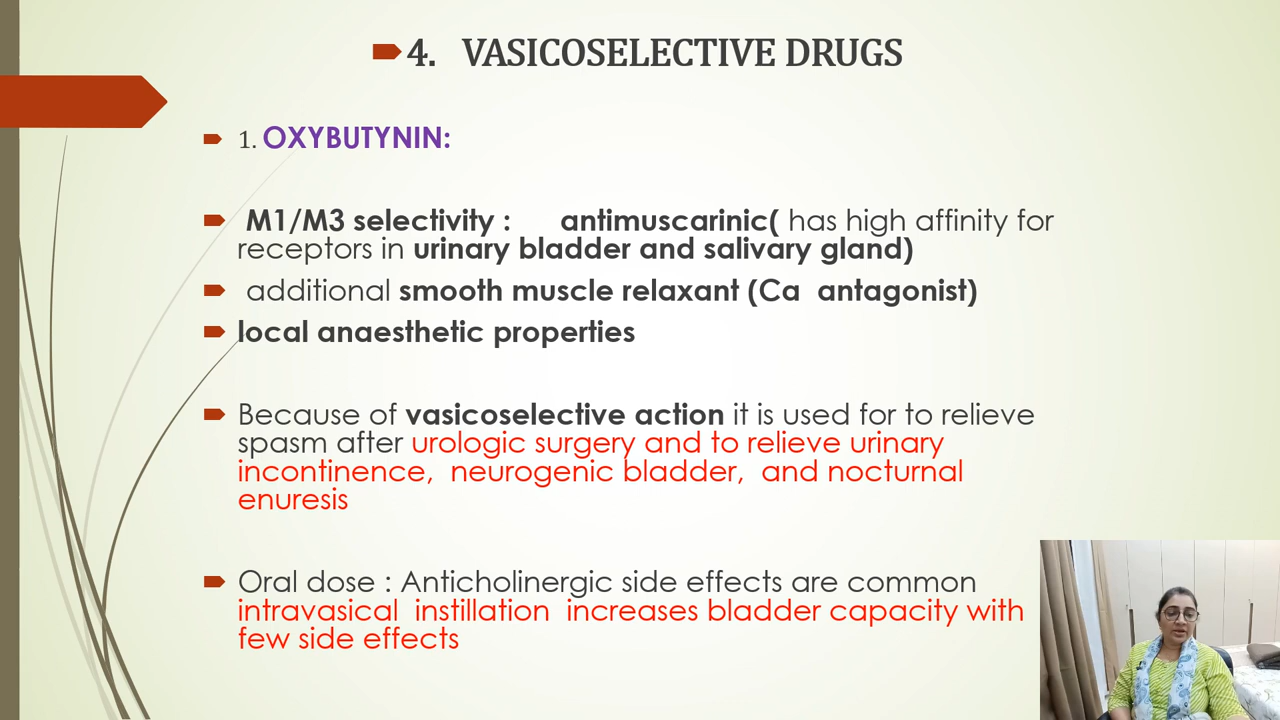 4. VASICOSELECTIVE DRUGS
1. OXYBUTYNIN:
M1/M3 selectivity : antimuscarinic( has high affinity for
receptors in urinary bladder and salivary gland)
additional smooth muscle relaxant (Ca antagonist)
local anaesthetic properties
Because of vasicoselective action it is used for to relieve
spasm after urologic surgery and to relieve urinary
incontinence, neurogenic bladder, and nocturnal
enuresis
Oral dose : Anticholinergic side effects are common
intravasical instillation increases bladder capacity with
few side effects